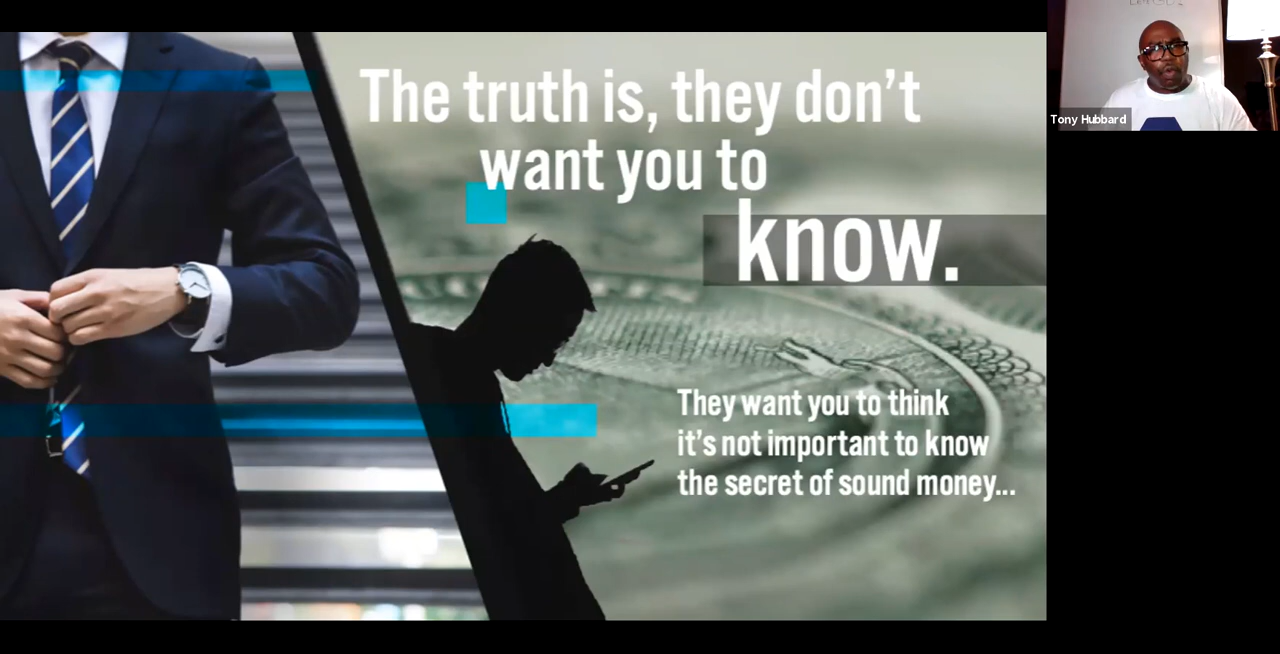 The truth is, they don’t
want you to
know.
They want you to think
it’s not important to know
the secret of sound money...
Tony Hubbard